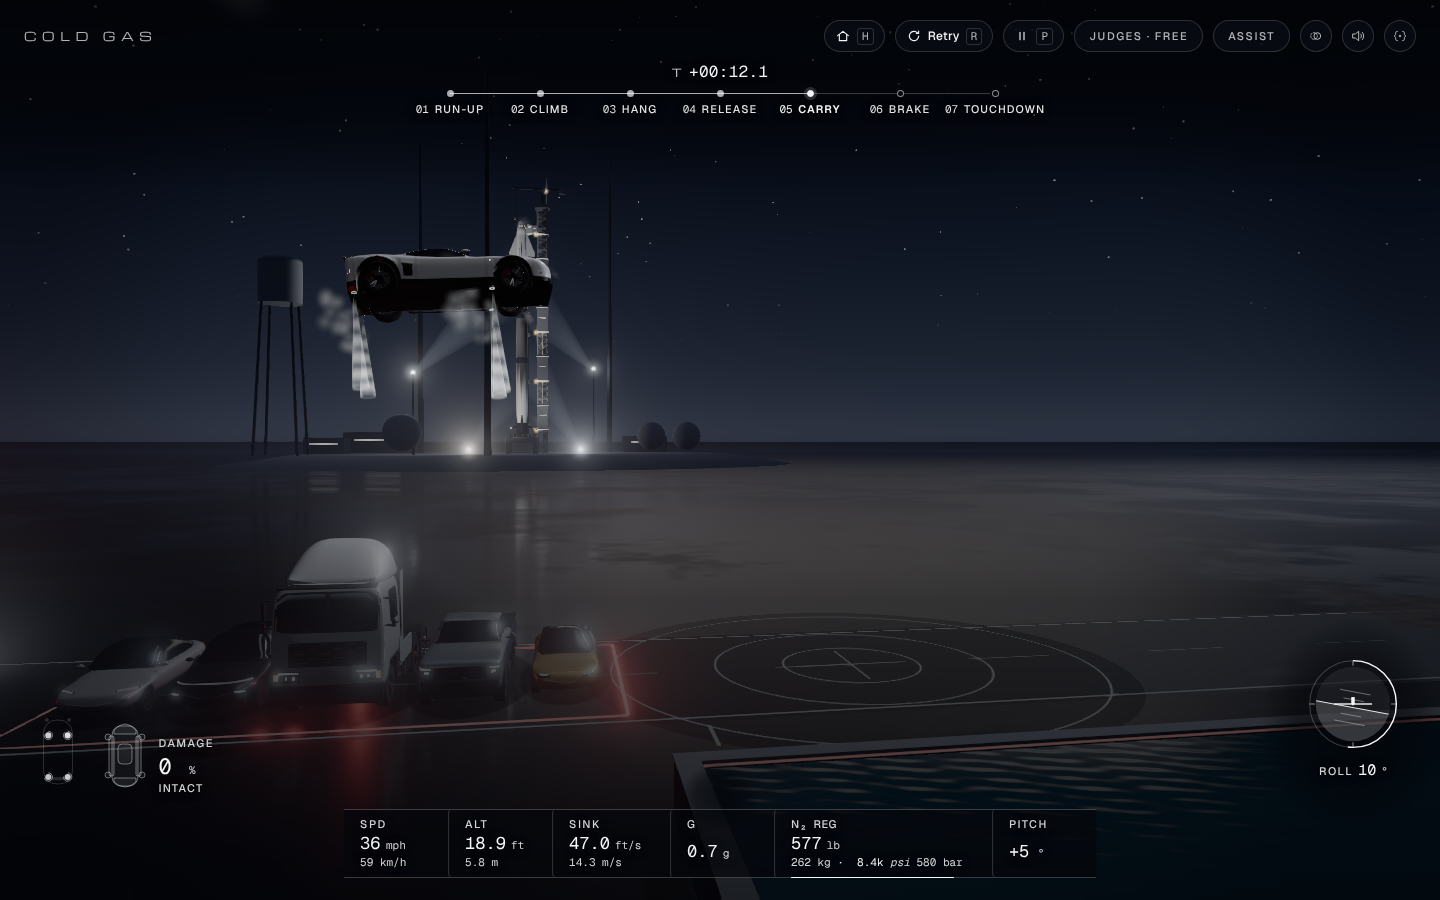 COLD GAS
H
Retry R
P
JUDGES · FREE
ASSIST
T +00:12.1
01 RUN-UP
02 CLIMB
03 HANG
04 RELEASE
05 CARRY
06 BRAKE
07 TOUCHDOWN
DAMAGE
0 %
INTACT
ROLL 10 °
SPD
36 mph
59 km/h
ALT
18.9 ft
5.8 m
SINK
47.0 ft/s
14.3 m/s
G
0.7 g
N₂ REG
577 lb
262 kg · 8.4k psi 580 bar
PITCH
+5 °